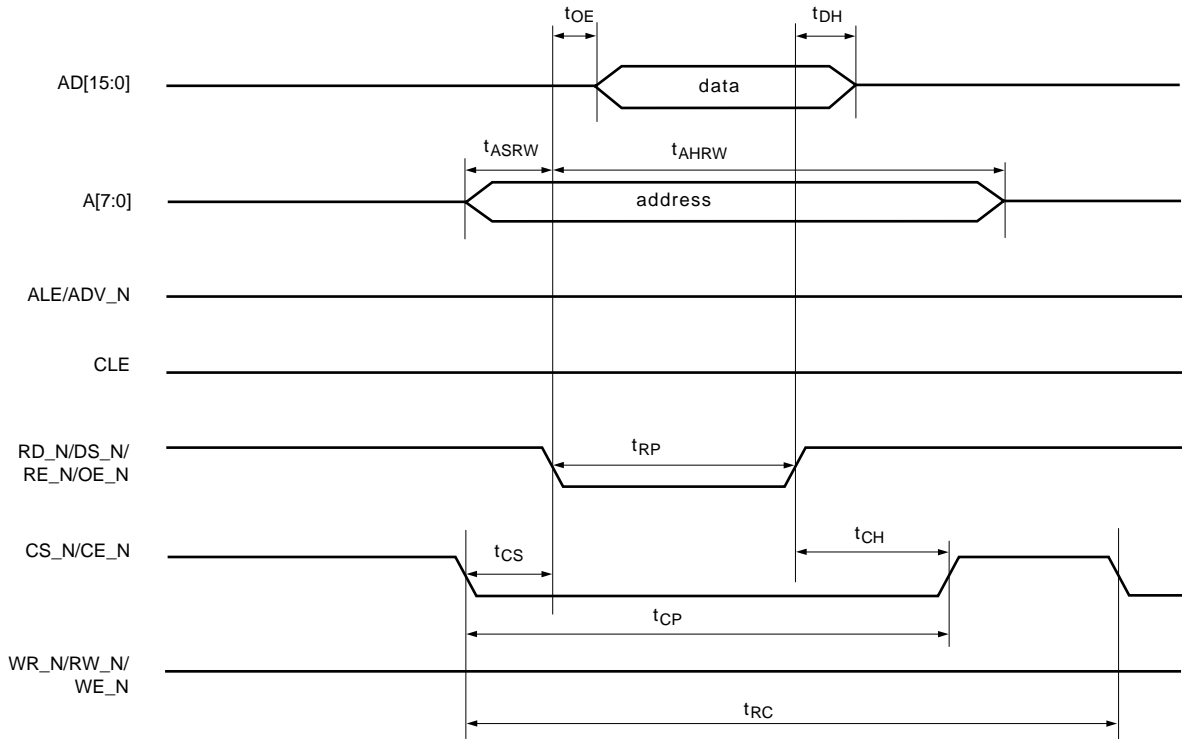 tOE
tDH
AD[15:0]
data
tASRW
tAHRW
A[7:0]
address
ALE/ADV_N
CLE
RD_N/DS_N/
RE_N/OE_N
tRP
CS_N/CE_N
tCS
tCH
tCP
WR_N/RW_N/
WE_N
tRC